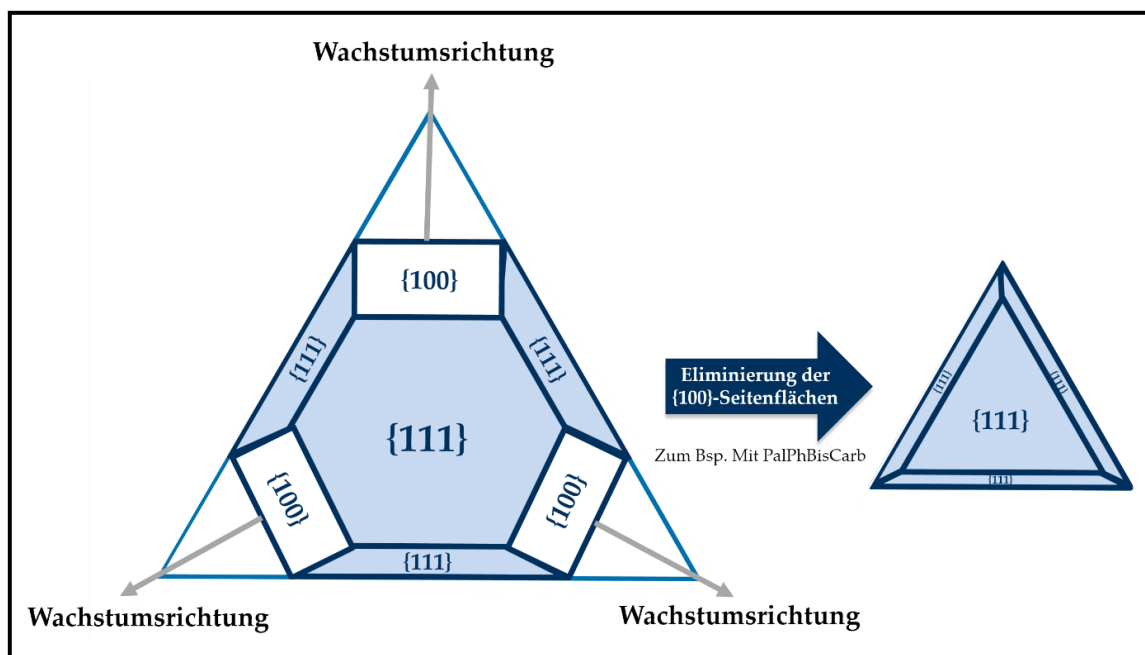 Wachstumsrichtung
{100}
{111}
{111}
{111}
{100}
{100}
{111}
Wachstumsrichtung
Wachstumsrichtung
Eliminierung der
{100}-Seitenflächen
Zum Bsp. Mit PalPhBisCarb
{111}
{111}
{111}
{111}